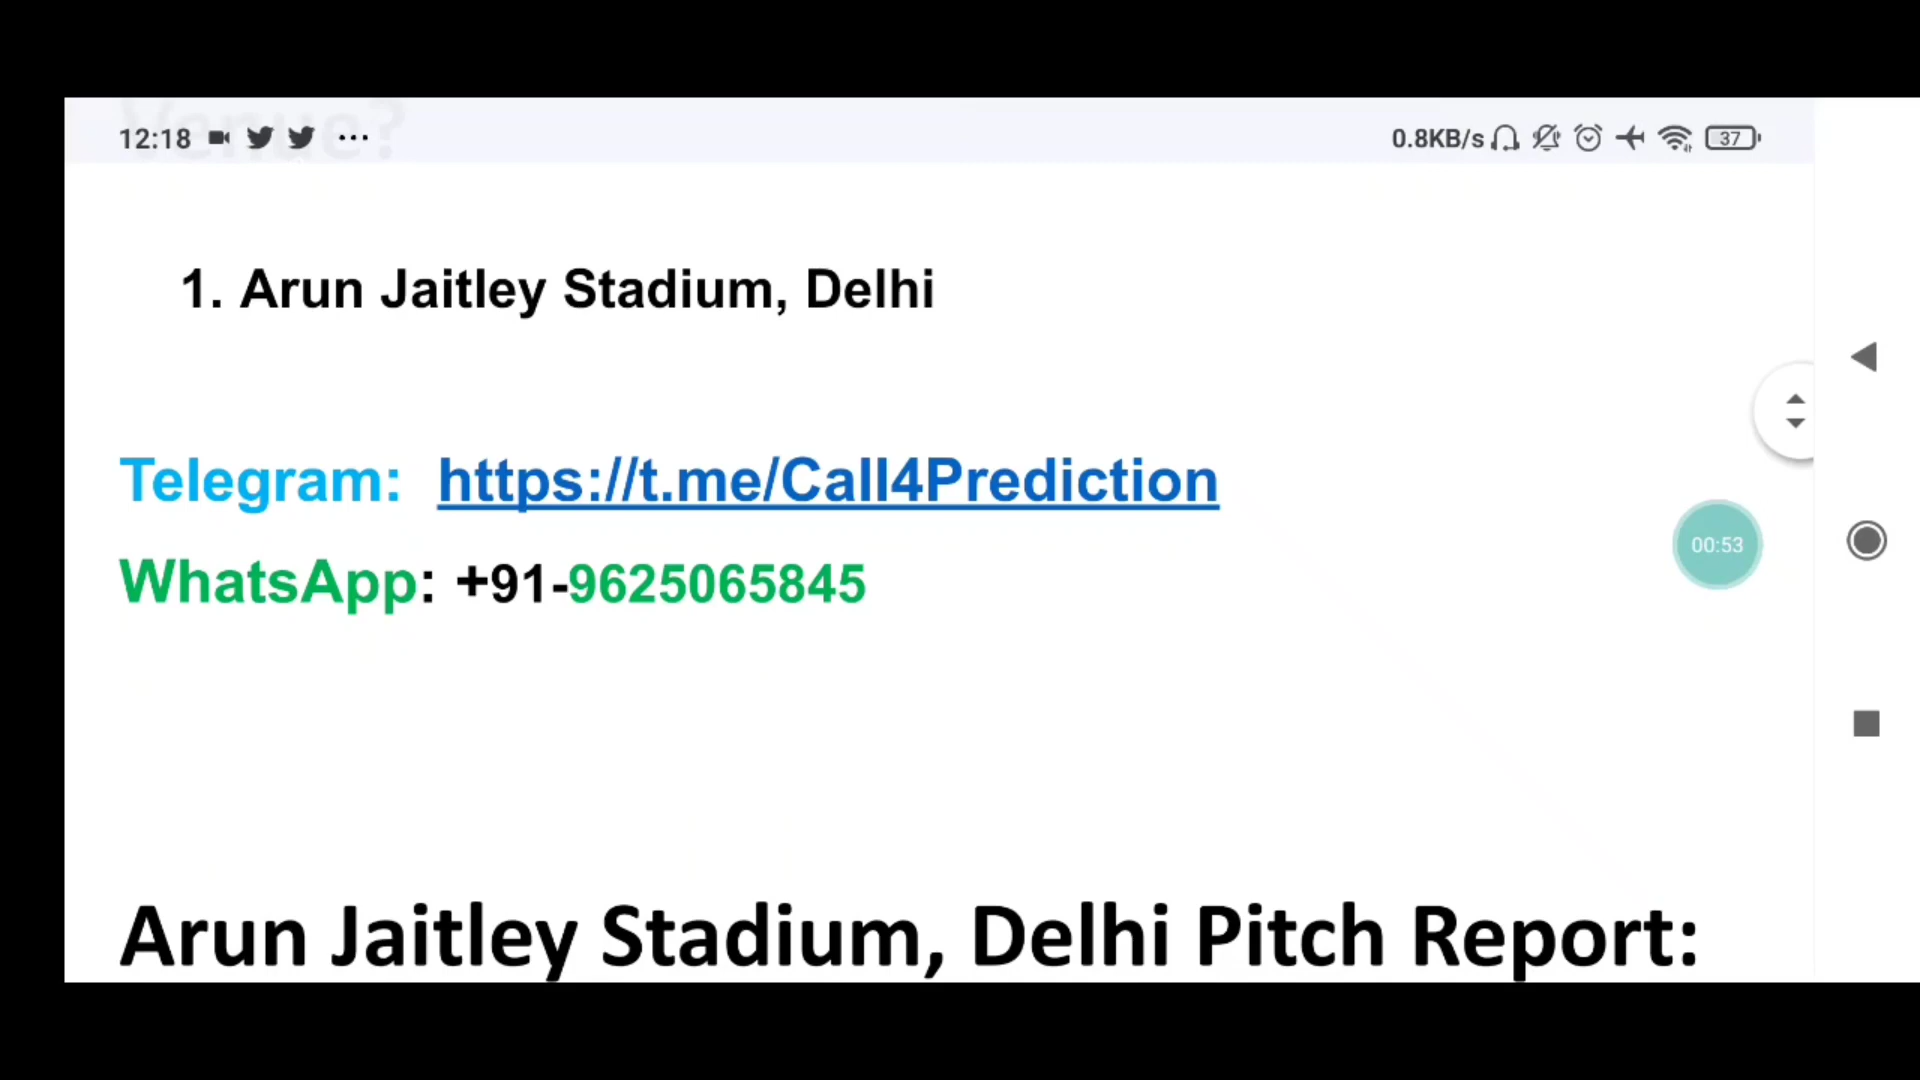 Venue?
12:18 ...
0.8KB/s 37
1. Arun Jaitley Stadium, Delhi
Telegram: https://t.me/Call4Prediction
00:53
WhatsApp: +91-9625065845
Arun Jaitley Stadium, Delhi Pitch Report: